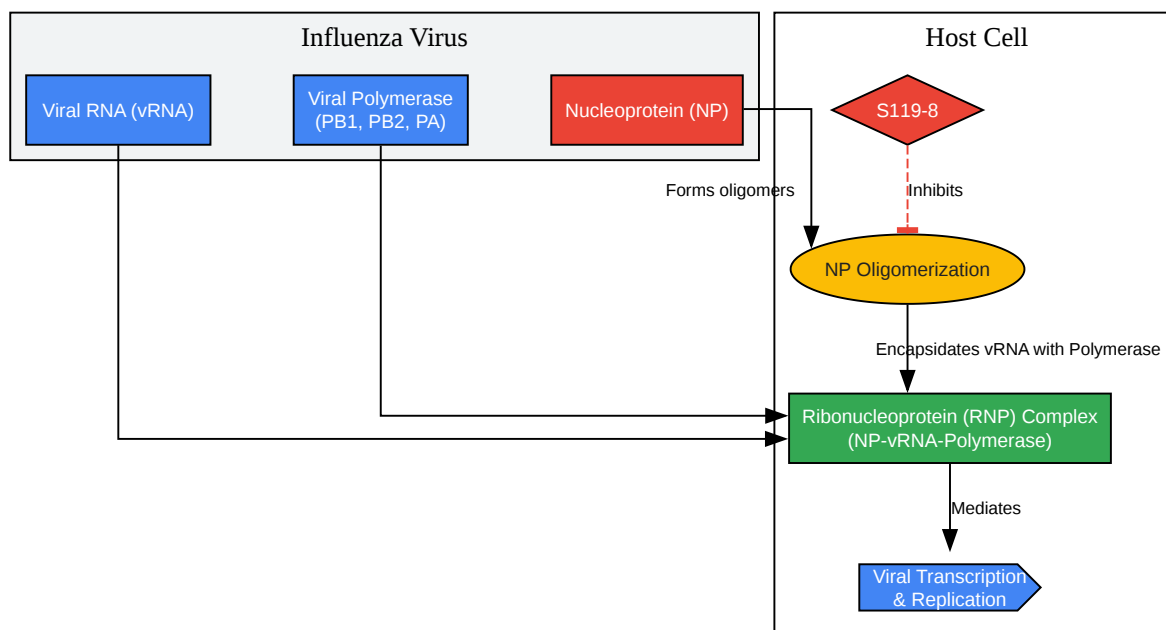 Influenza Virus
Host Cell
Viral RNA (vRNA)
Viral Polymerase
(PB1, PB2, PA)
Nucleoprotein (NP)
S119-8
Forms oligomers
Inhibits
NP Oligomerization
Encapsidates vRNA with Polymerase
Ribonucleoprotein (RNP) Complex
(NP-vRNA-Polymerase)
Mediates
Viral Transcription
& Replication